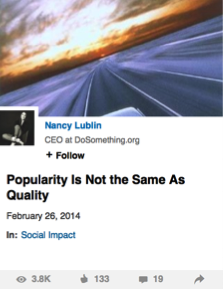 Nancy Lublin
CEO at DoSomething.org
+ Follow
Popularity Is Not the Same As
Quality
February 26, 2014
In: Social Impact
3.8K 133 19